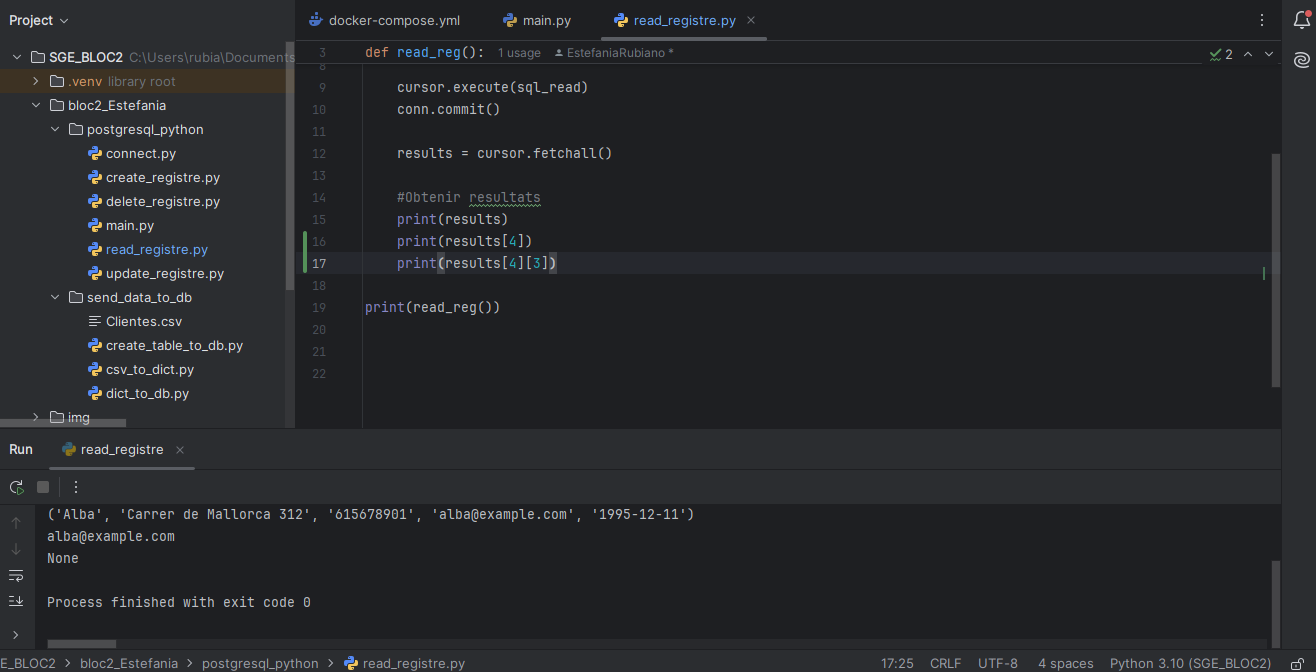 Project
docker-compose.yml
main.py
read_registre.py
SGE_BLOC2 C:\Users\rubia\Documents
.venv library root
bloc2_Estefania
postgresql_python
connect.py
create_registre.py
delete_registre.py
main.py
read_registre.py
update_registre.py
send_data_to_db
Clientes.csv
create_table_to_db.py
csv_to_dict.py
dict_to_db.py
img
3 def read_reg(): 1 usage EstefaniaRubiano *
2
8
9 cursor.execute(sql_read)
10 conn.commit()
11
12 results = cursor.fetchall()
13
14 #Obtenir resultats
15 print(results)
16 print(results[4])
17 print(results[4][3])
18
19 print(read_reg())
20
21
22
Run read_registre
('Alba', 'Carrer de Mallorca 312', '615678901', 'alba@example.com', '1995-12-11')
alba@example.com
None
Process finished with exit code 0
E_BLOC2 > bloc2_Estefania > postgresql_python > read_registre.py
17:25 CRLF UTF-8 4 spaces Python 3.10 (SGE_BLOC2)